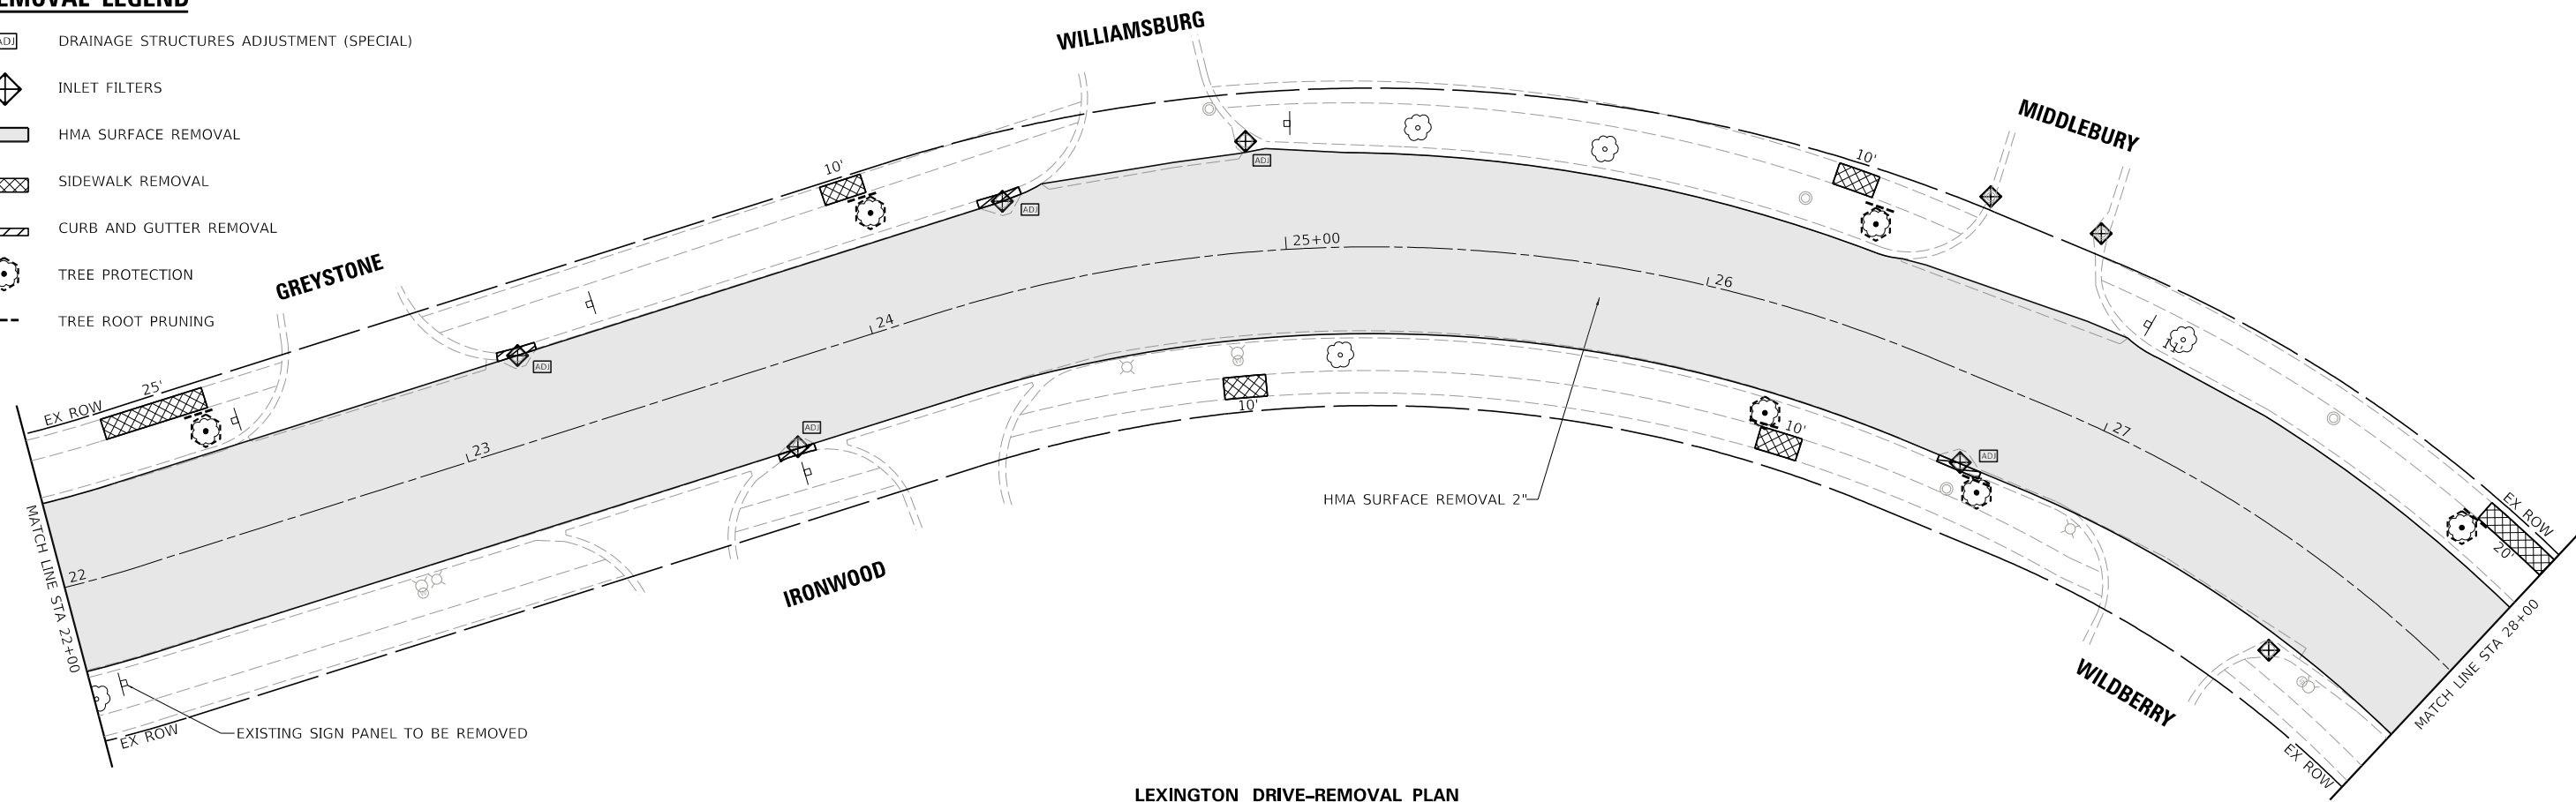 EMOVAL LEGEND
ADJ DRAINAGE STRUCTURES ADJUSTMENT (SPECIAL)
INLET FILTERS
HMA SURFACE REMOVAL
SIDEWALK REMOVAL
CURB AND GUTTER REMOVAL
TREE PROTECTION
TREE ROOT PRUNING
WILLIAMSBURG
MIDDLEBURY
GREYSTONE
10'
10'
ADJ
ADJ
25+00
26
24
11'
25'
EX ROW
ADJ
23
ADJ
10'
10'
27
ADJ
22
MATCH LINE STA 22+00
HMA SURFACE REMOVAL 2"
EX ROW
20'
IRONWOOD
WILDBERRY
MATCH LINE STA 28+00
EX ROW
EX ROW
EXISTING SIGN PANEL TO BE REMOVED
LEXINGTON DRIVE–REMOVAL PLAN